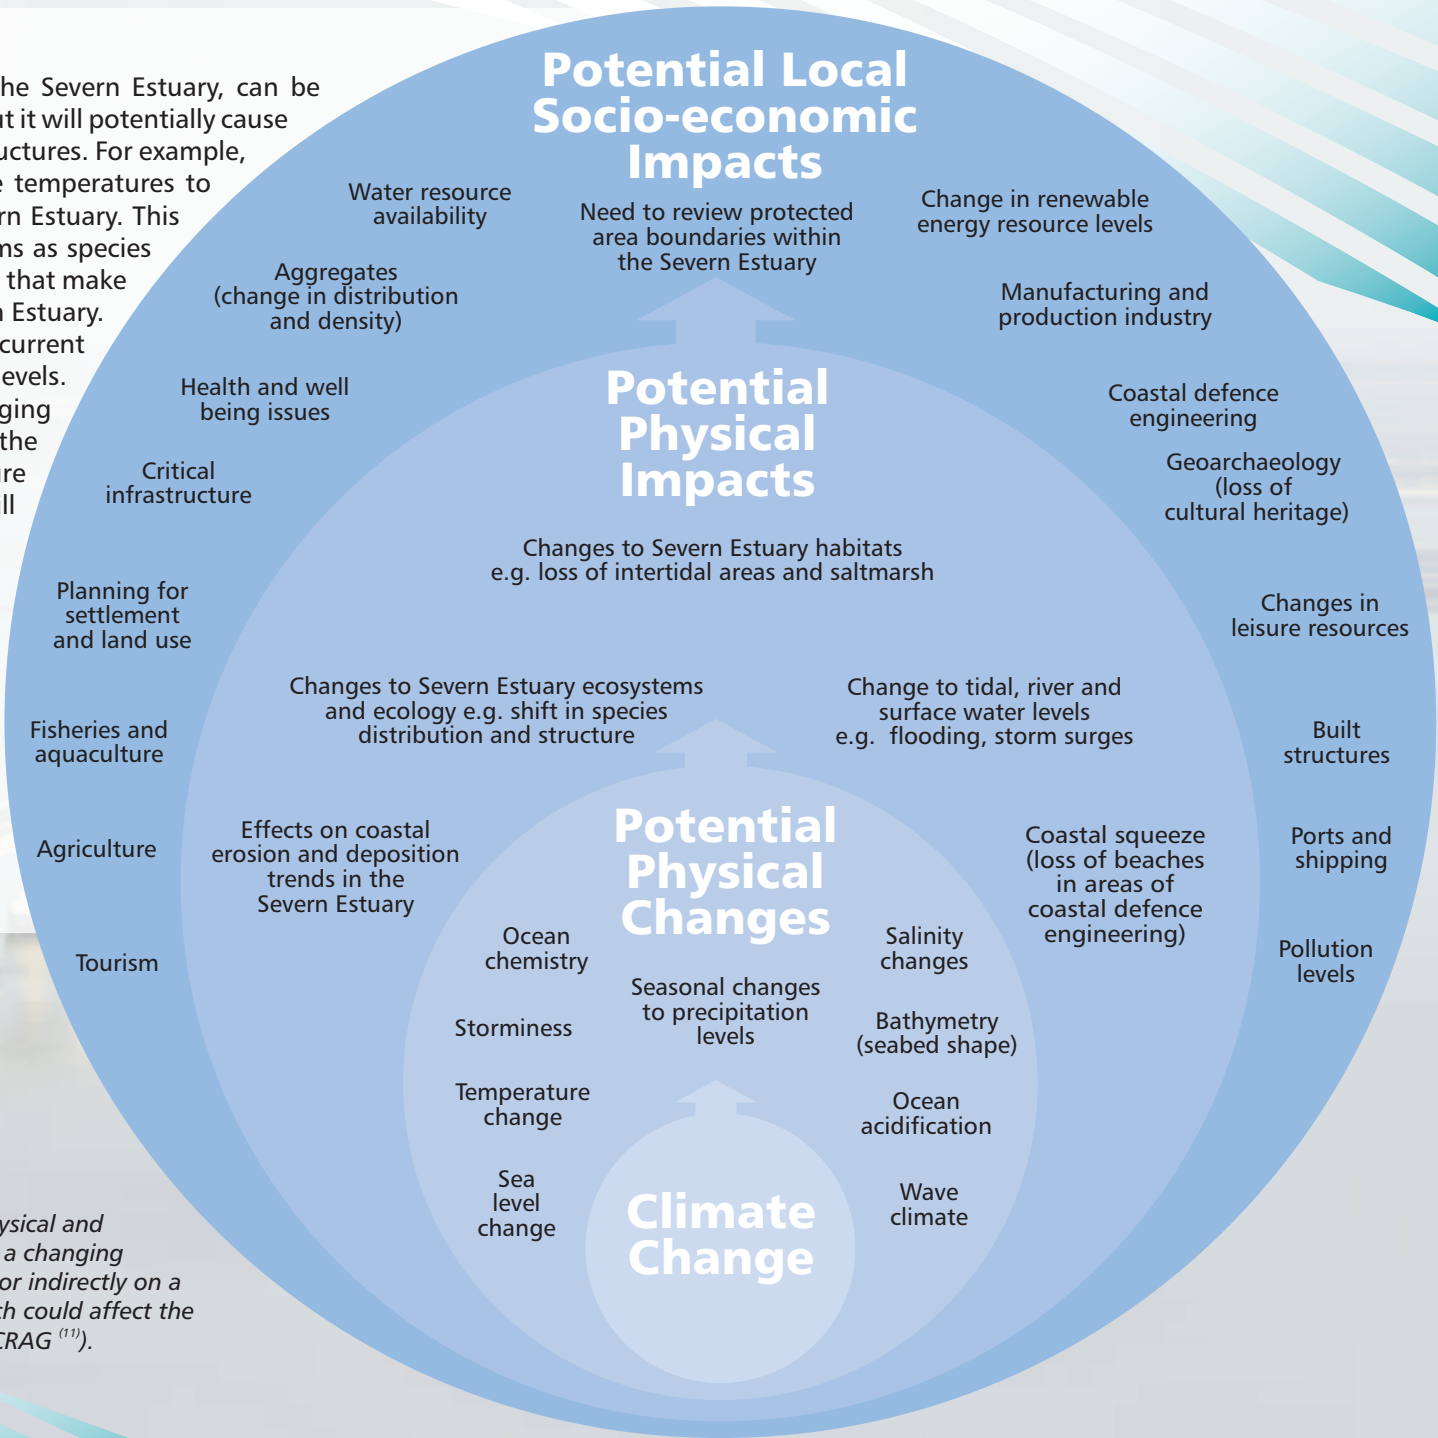 he Severn Estuary, can be
ut it will potentially cause
uctures. For example,
e temperatures to
rn Estuary. This
ms as species
that make
n Estuary.
current
levels.
ging
the
ure
ill
Potential Local
Socio-economic
Impacts
Water resource
availability
Need to review protected
area boundaries within
the Severn Estuary
Change in renewable
energy resource levels
Aggregates
(change in distribution
and density)
Manufacturing and
production industry
Health and well
being issues
Coastal defence
engineering
Critical
infrastructure
Geoarchaeology
(loss of
cultural heritage)
Planning for
settlement
and land use
Changes in
leisure resources
Fisheries and
aquaculture
Built
structures
Agriculture
Ports and
shipping
Tourism
Pollution
levels
Potential
Physical
Impacts
Changes to Severn Estuary habitats
e.g. loss of intertidal areas and saltmarsh
Changes to Severn Estuary ecosystems
and ecology e.g. shift in species
distribution and structure
Change to tidal, river and
surface water levels
e.g. flooding, storm surges
Effects on coastal
erosion and deposition
trends in the
Severn Estuary
Coastal squeeze
(loss of beaches
in areas of
coastal defence
engineering)
Potential
Physical
Changes
Ocean
chemistry
Seasonal changes
to precipitation
levels
Salinity
changes
Storminess
Bathymetry
(seabed shape)
Temperature
change
Ocean
acidification
Sea
level
change
Wave
climate
Climate
Change
ysical and
a changing
or indirectly on a
ch could affect the
CRAG (11)).